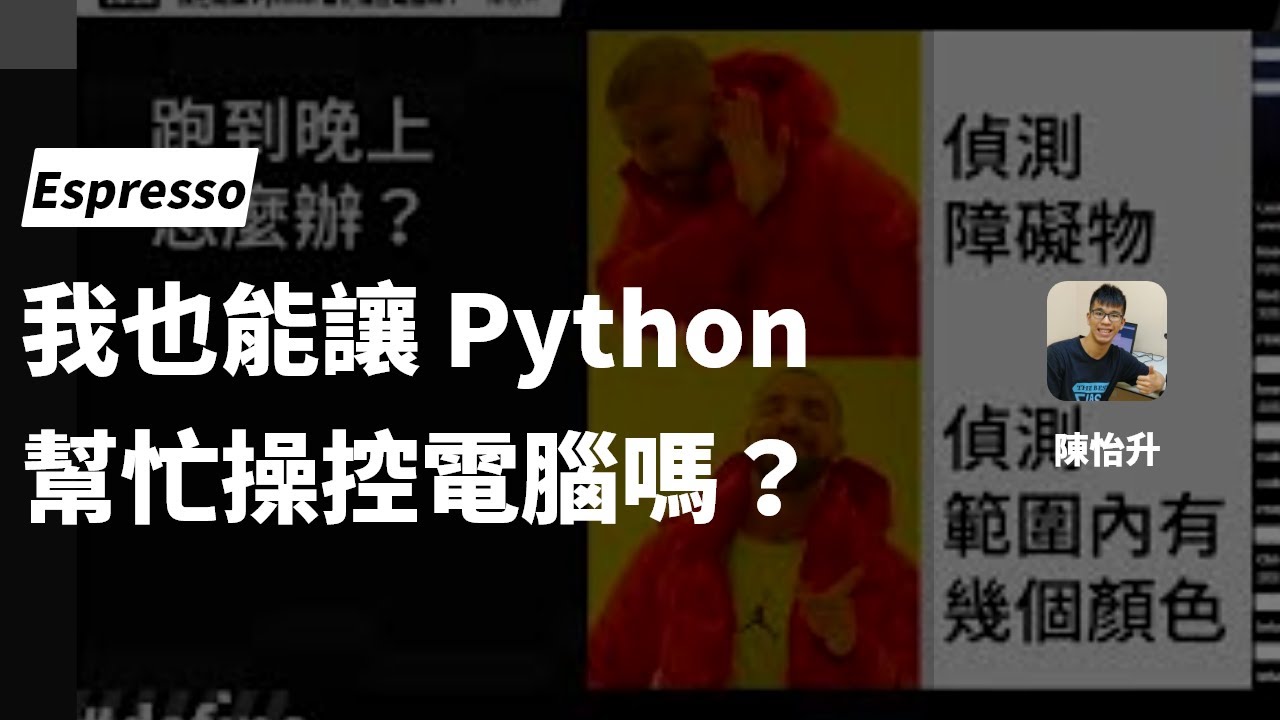 跑到晚上
怎麼辦？
Espresso
我也能讓 Python
幫忙操控電腦嗎？
偵測
障礙物
偵測
範圍內有
幾個顏色
陳怡升
THE BEST
#define